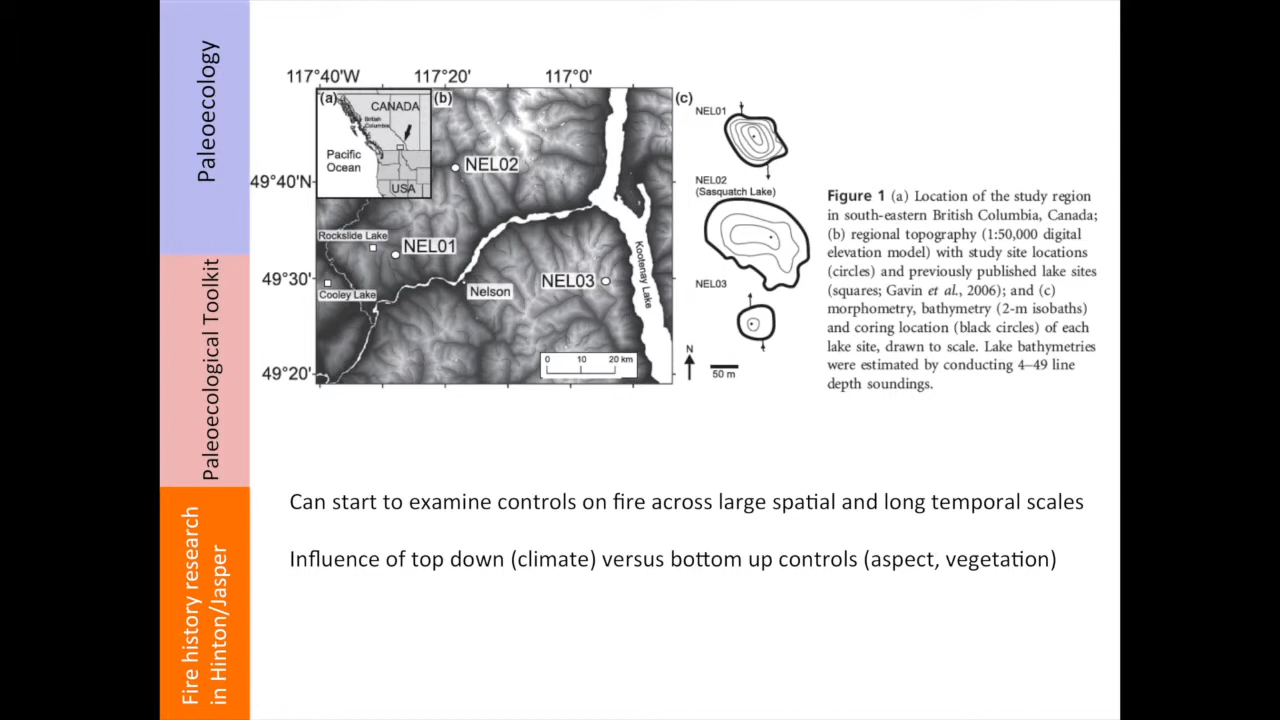 Paleoecology
Paleoecological Toolkit
Fire history research
in Hinton/Jasper
117°40'W
117°20'
117°0'
49°40'N
49°30'
49°20'
(a)
CANADA
British
Columbia
Pacific
Ocean
USA
(b)
NEL02
Rockslide Lake
NEL01
Cooley Lake
Nelson
NEL03
Kootenay Lake
0 10 20 km
N
(c)
NEL01
NEL02
(Sasquatch Lake)
NEL03
50 m
Figure 1 (a) Location of the study region
in south-eastern British Columbia, Canada;
(b) regional topography (1:50,000 digital
elevation model) with study site locations
(circles) and previously published lake sites
(squares; Gavin et al., 2006); and (c)
morphometry, bathymetry (2-m isobaths)
and coring location (black circles) of each
lake site, drawn to scale. Lake bathymetries
were estimated by conducting 4–49 line
depth soundings.
Can start to examine controls on fire across large spatial and long temporal scales
Influence of top down (climate) versus bottom up controls (aspect, vegetation)